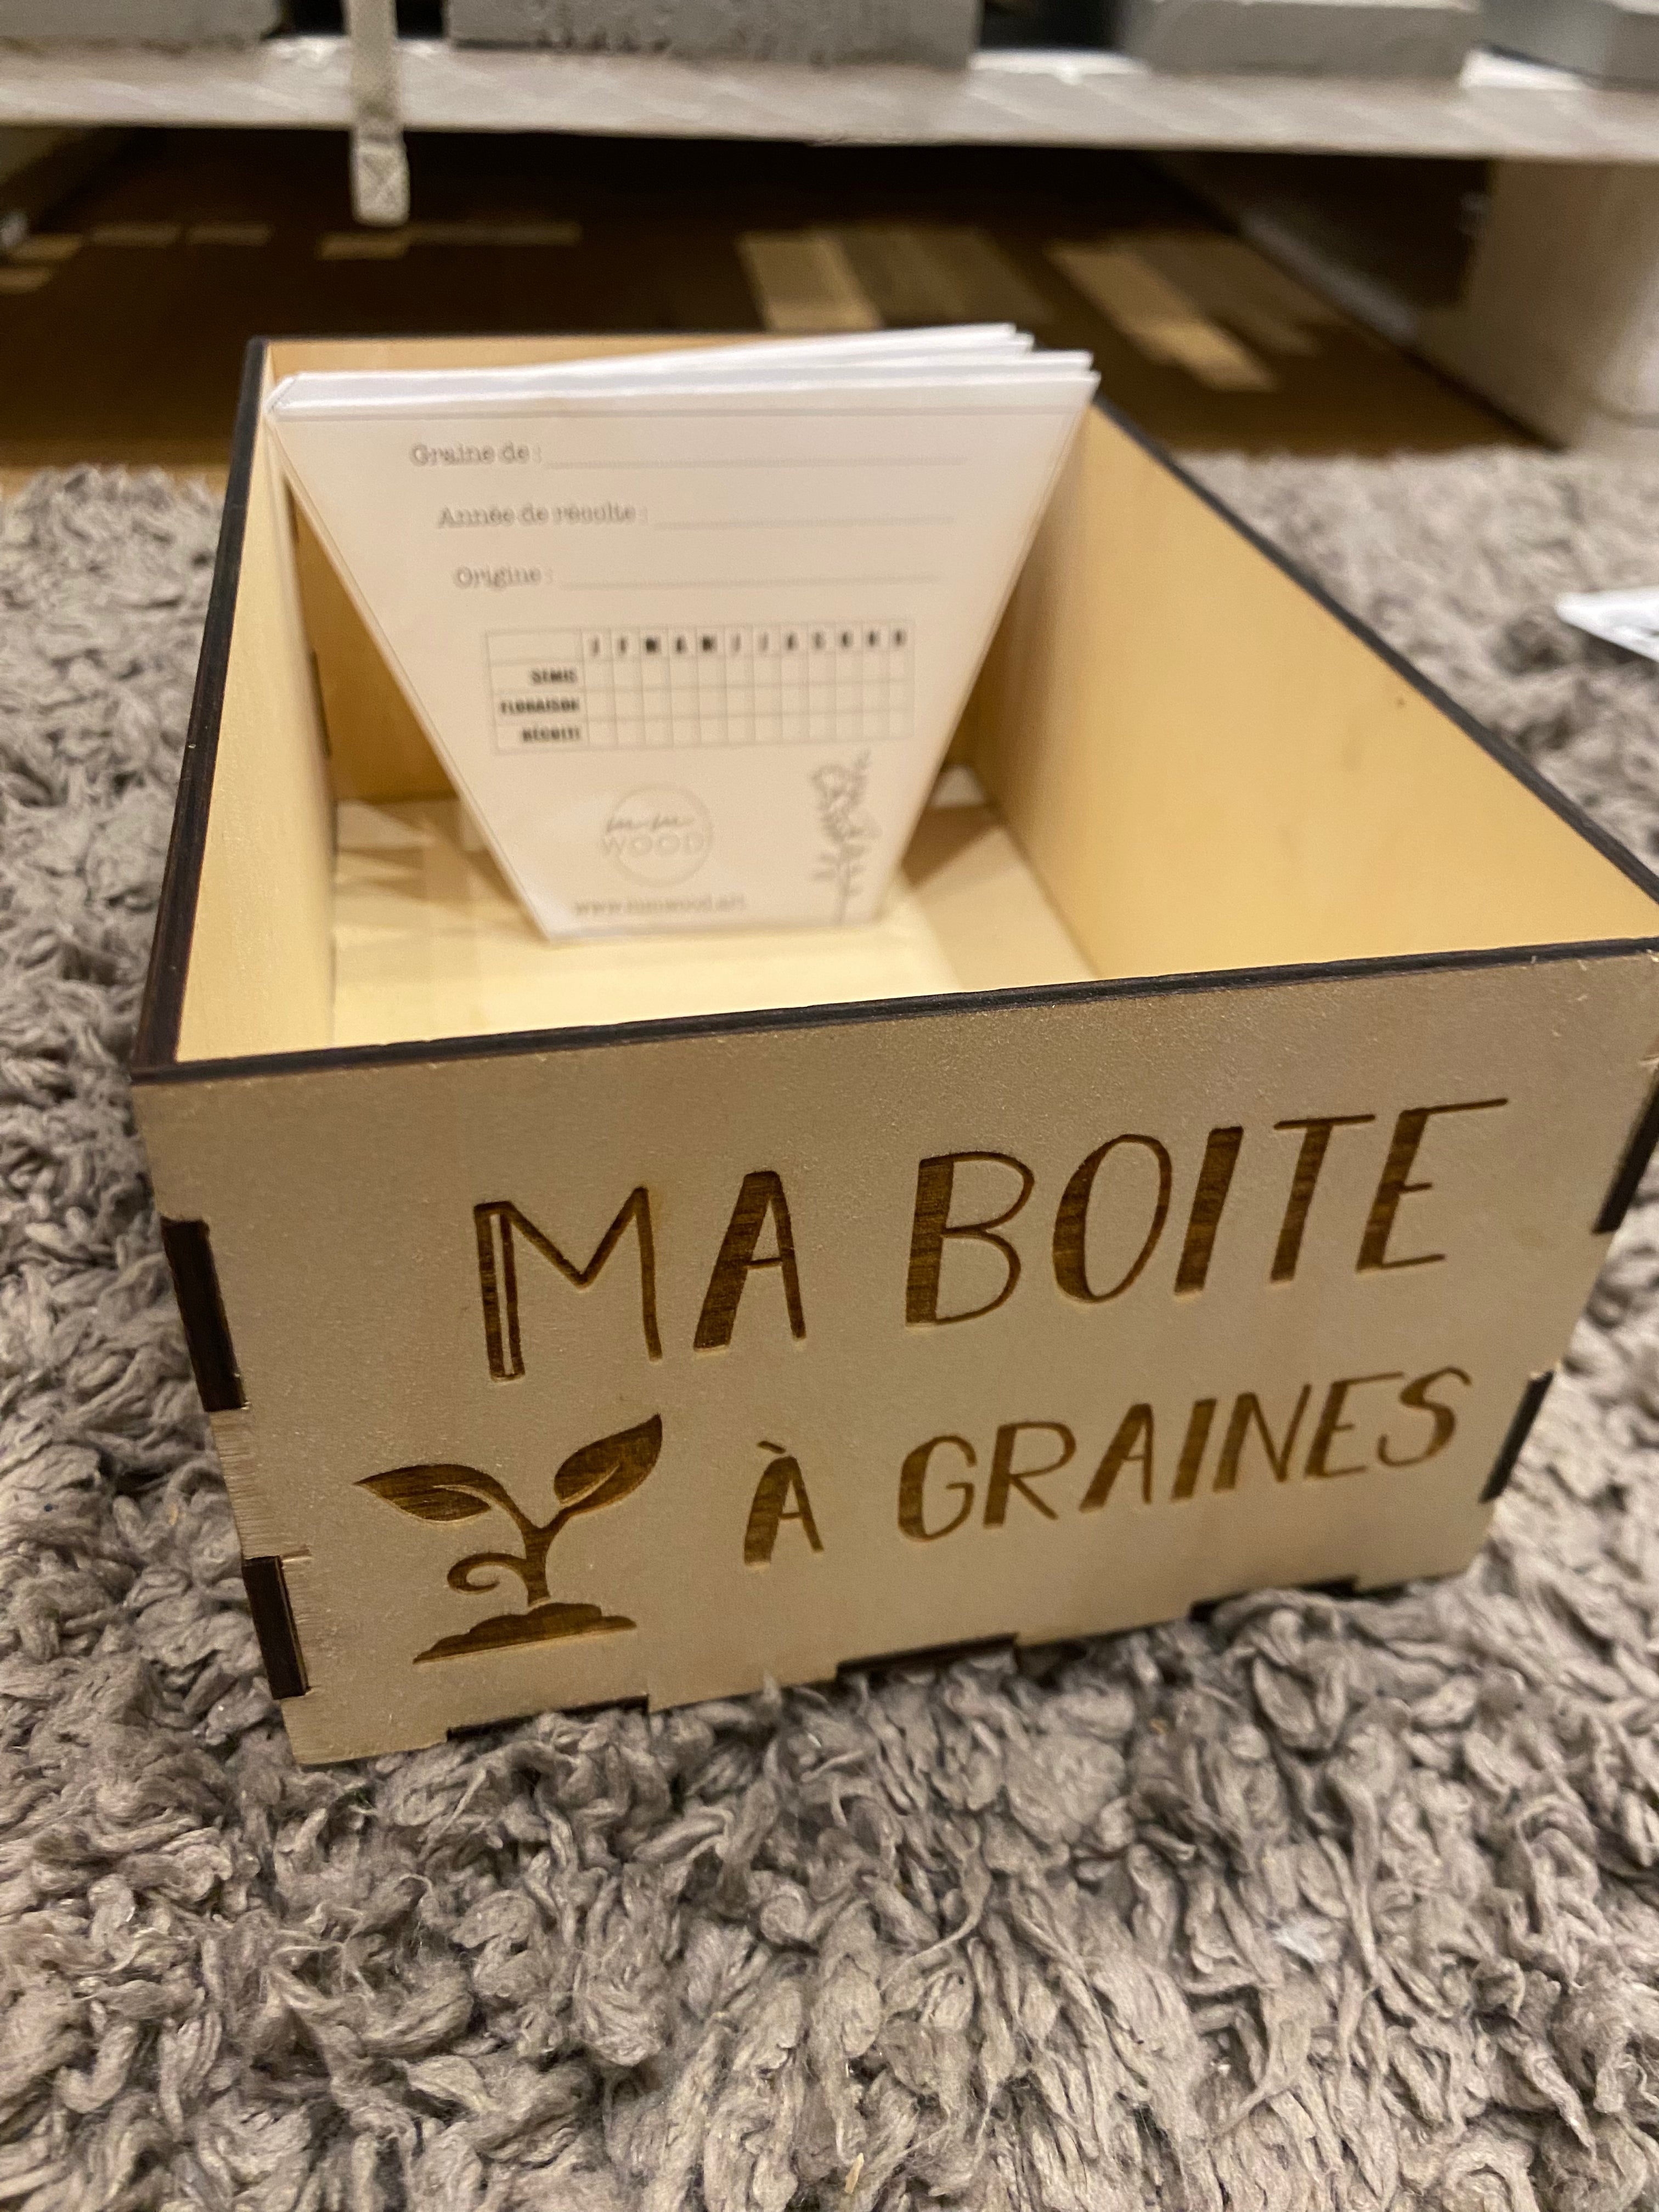 Graine de :
Année de récolte :
Origine :
J F M A M J J A S O N D
SEMIS
FLORAISON
RÉCOLTE
WOOD
MA BOITE
À GRAINES